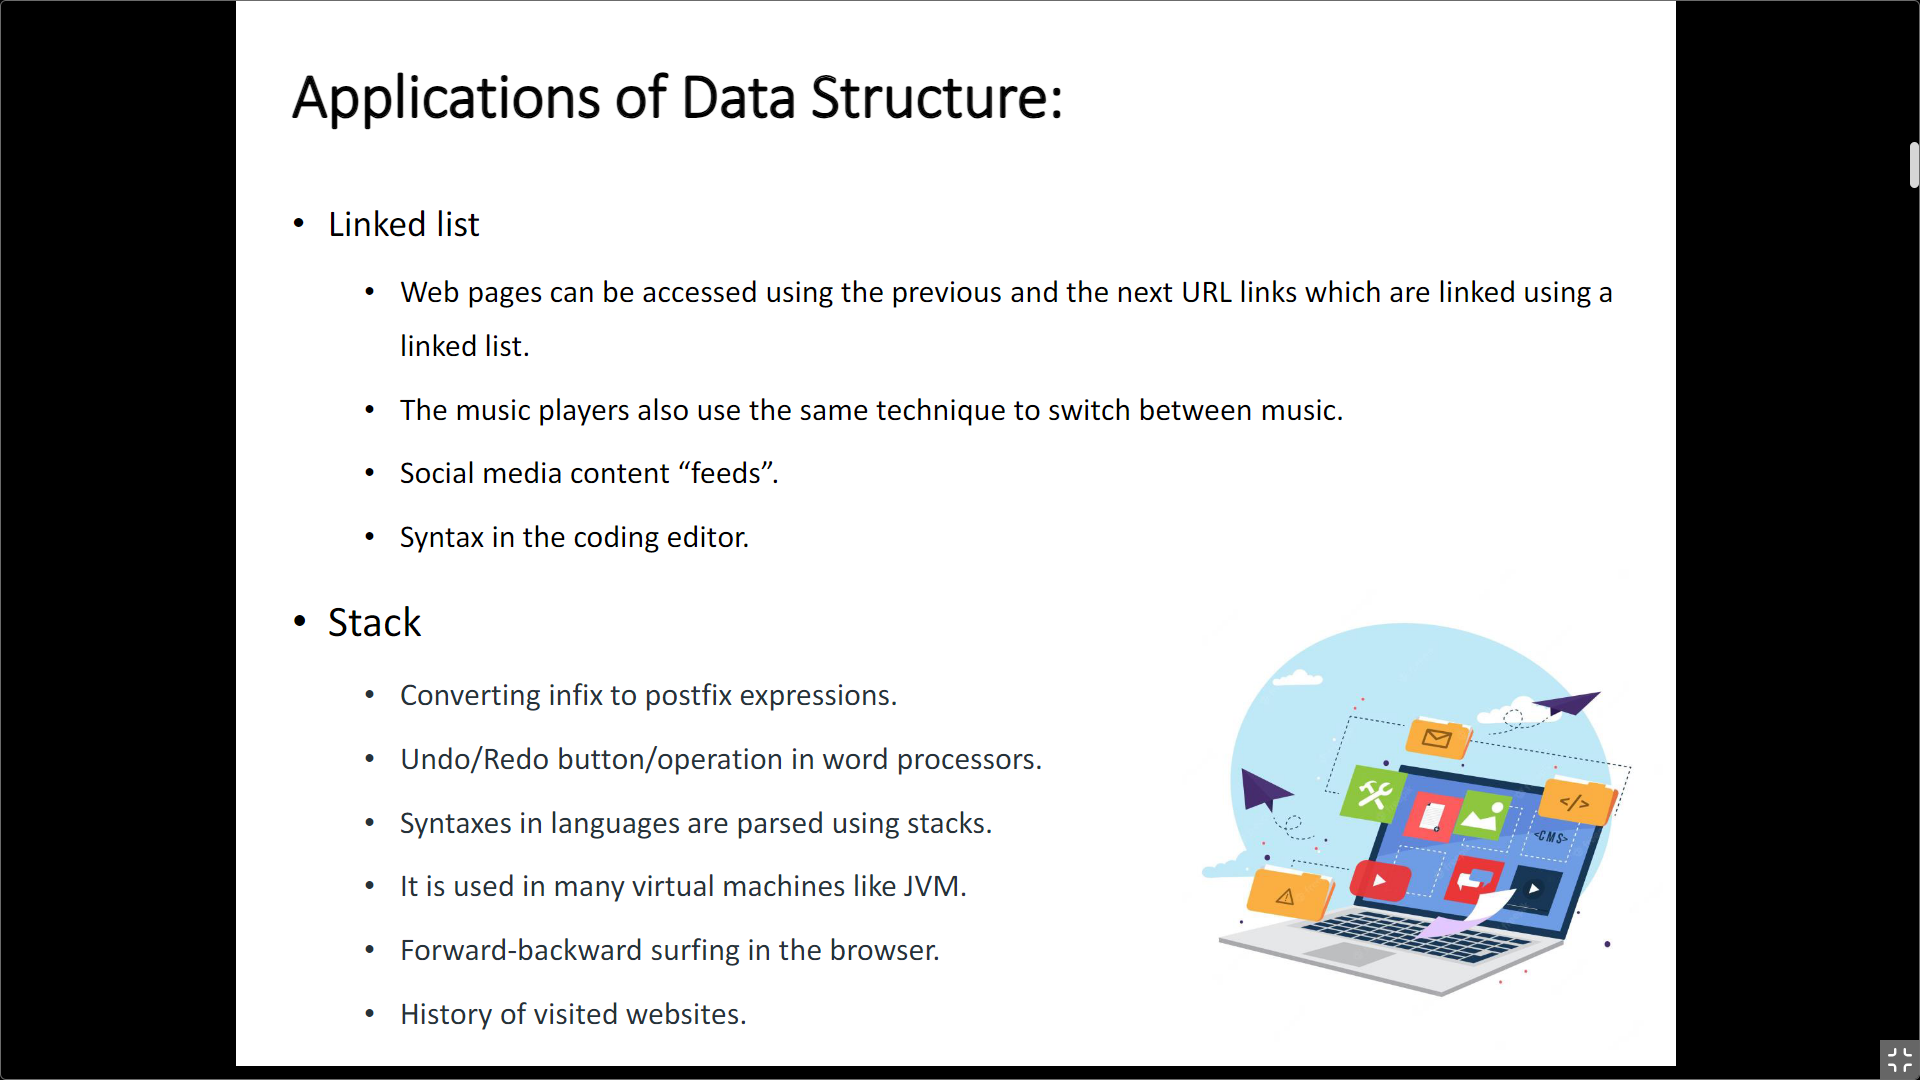 Applications of Data Structure:
• Linked list
• Web pages can be accessed using the previous and the next URL links which are linked using a
linked list.
• The music players also use the same technique to switch between music.
• Social media content “feeds”.
• Syntax in the coding editor.
• Stack
• Converting infix to postfix expressions.
• Undo/Redo button/operation in word processors.
• Syntaxes in languages are parsed using stacks.
• It is used in many virtual machines like JVM.
• Forward-backward surfing in the browser.
• History of visited websites.
</> 
<CMS>